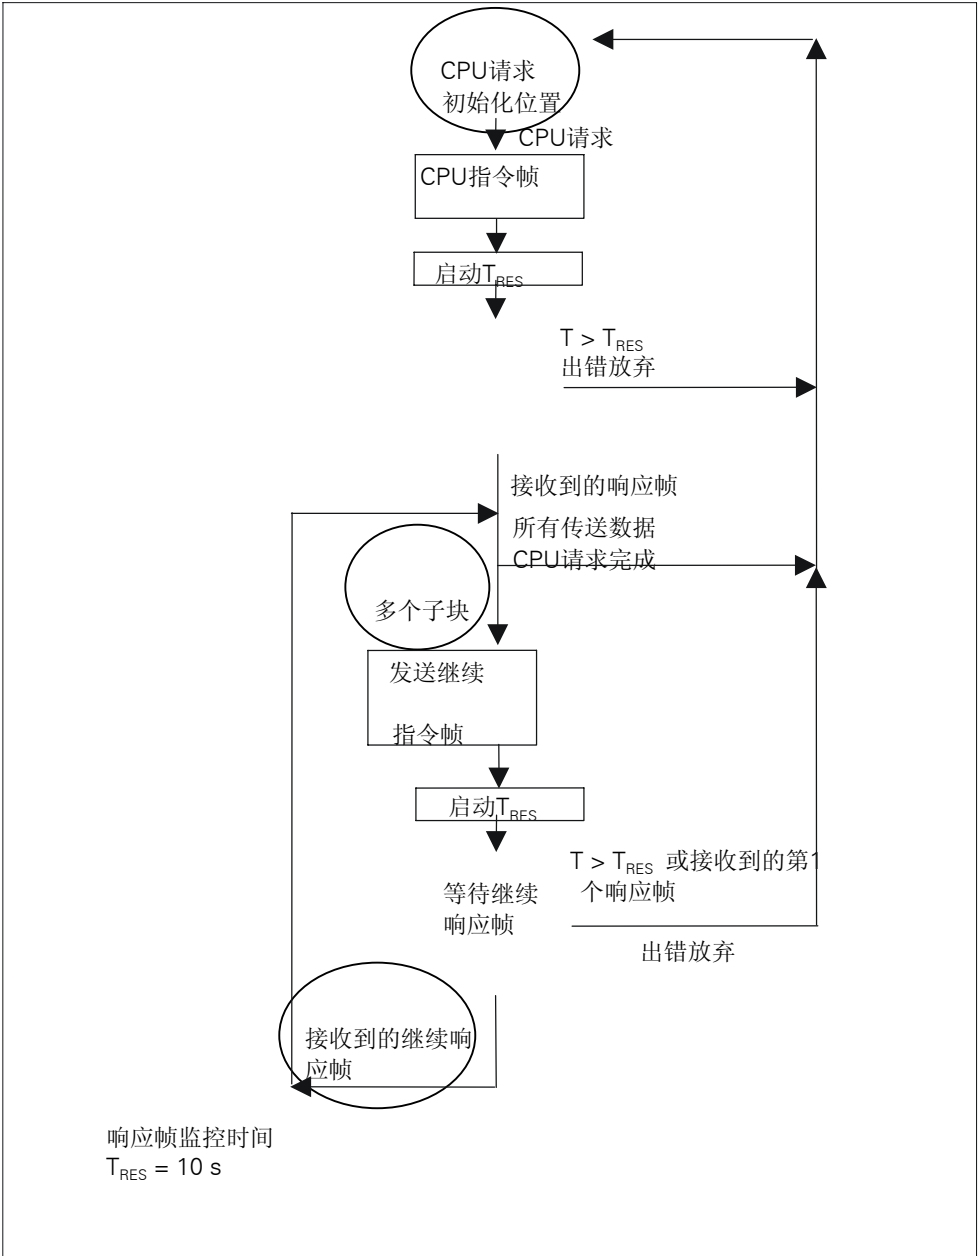 CPU请求
初始化位置
CPU请求
CPU指令帧
启动TRES
T > TRES
出错放弃
接收到的响应帧
所有传送数据
CPU请求完成
多个子块
发送继续
指令帧
启动TRES
T > TRES 或接收到的第1
个响应帧
等待继续
响应帧
出错放弃
接收到的继续响
应帧
响应帧监控时间
TRES = 10 s